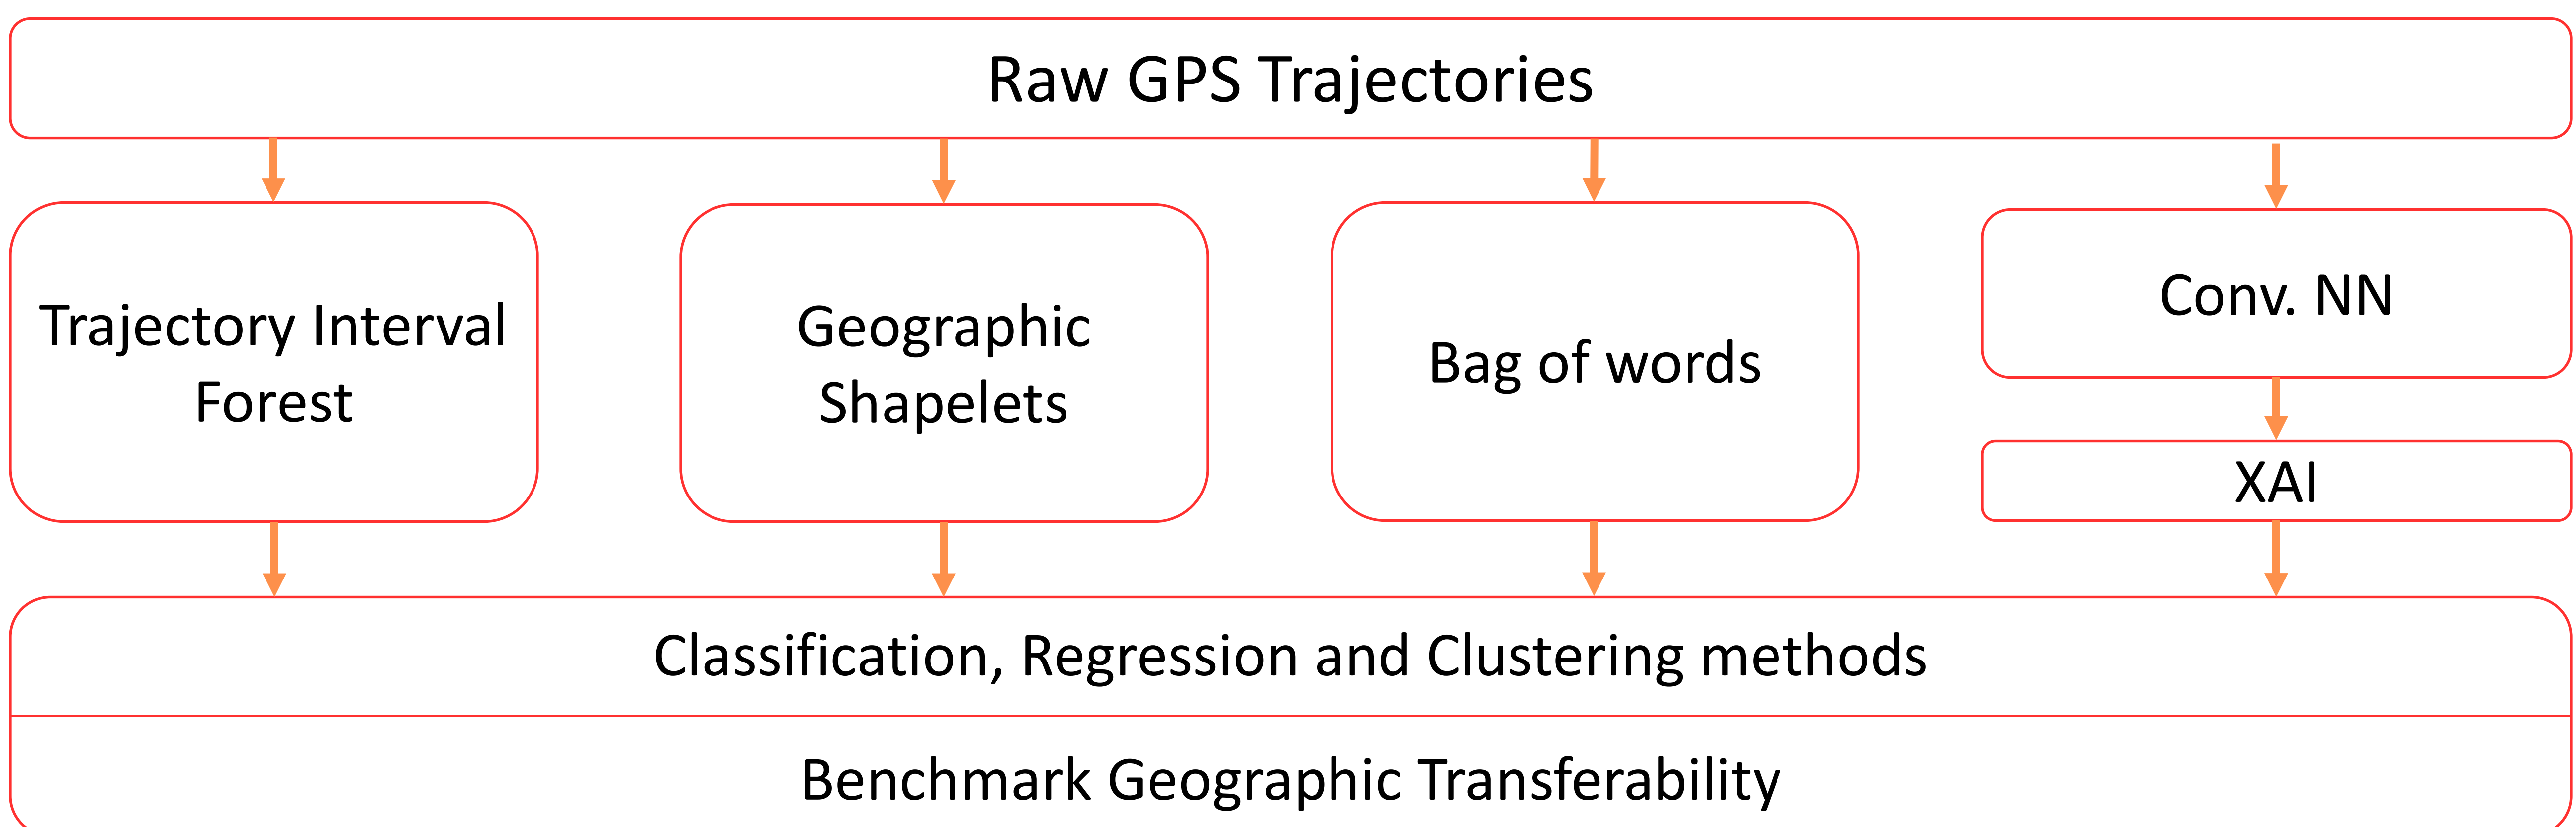 Raw GPS Trajectories
Trajectory Interval
Forest
Geographic
Shapelets
Bag of words
Conv. NN
XAI
Classification, Regression and Clustering methods
Benchmark Geographic Transferability